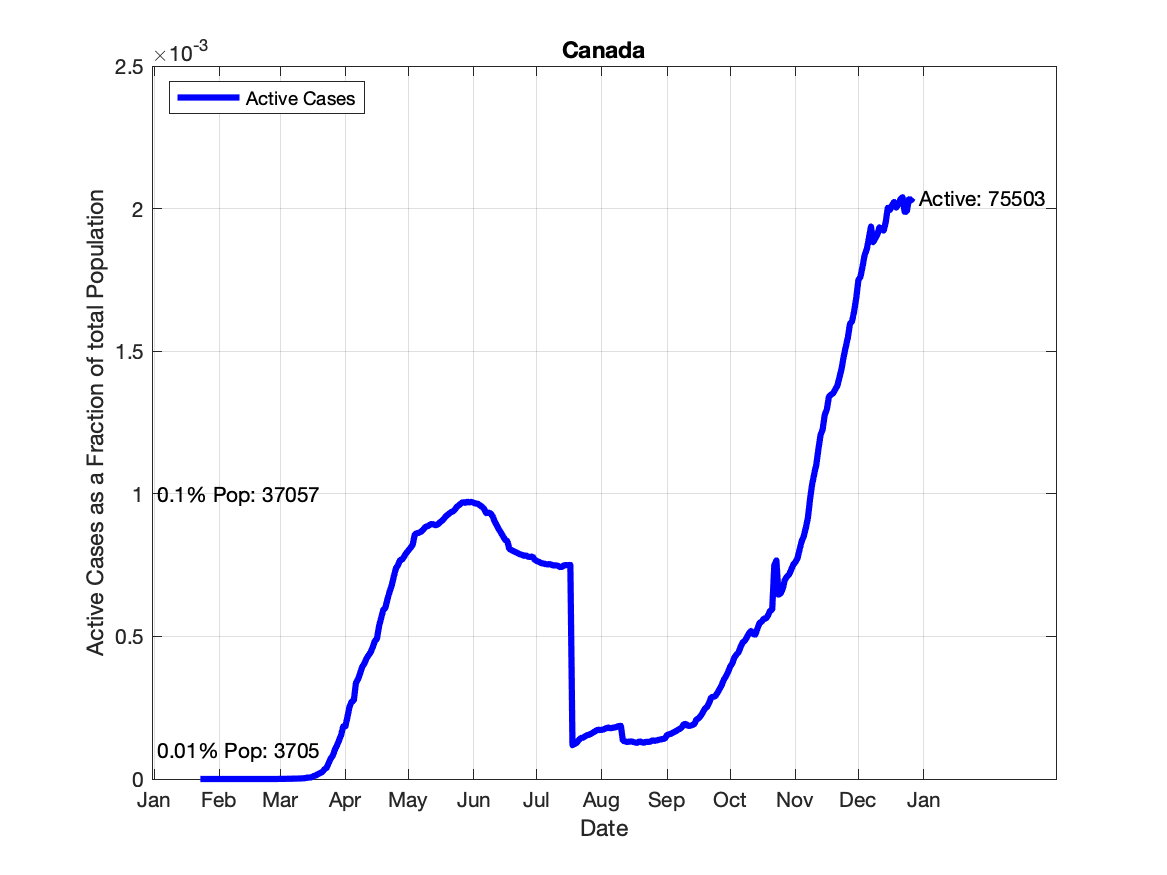 Canada
×10-3
2.5
2
1.5
1
0.5
0
Active Cases
Active: 75503
0.1% Pop: 37057
0.01% Pop: 3705
Active Cases as a Fraction of total Population
Jan Feb Mar Apr May Jun Jul Aug Sep Oct Nov Dec Jan
Date